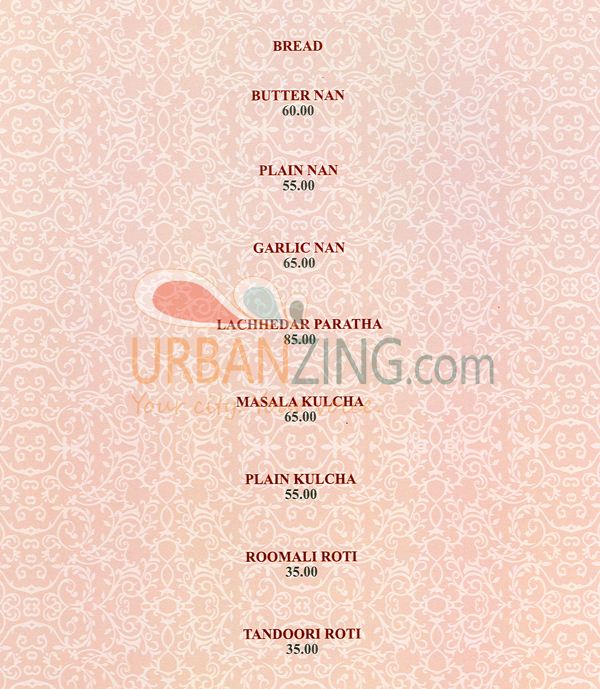 BREAD
BUTTER NAN
60.00
PLAIN NAN
55.00
GARLIC NAN
65.00
LACHHEDAR PARATHA
85.00
URBANZING.com
MASALA KULCHA
Your city
65.00
PLAIN KULCHA
55.00
ROOMALI ROTI
35.00
TANDOORI ROTI
35.00